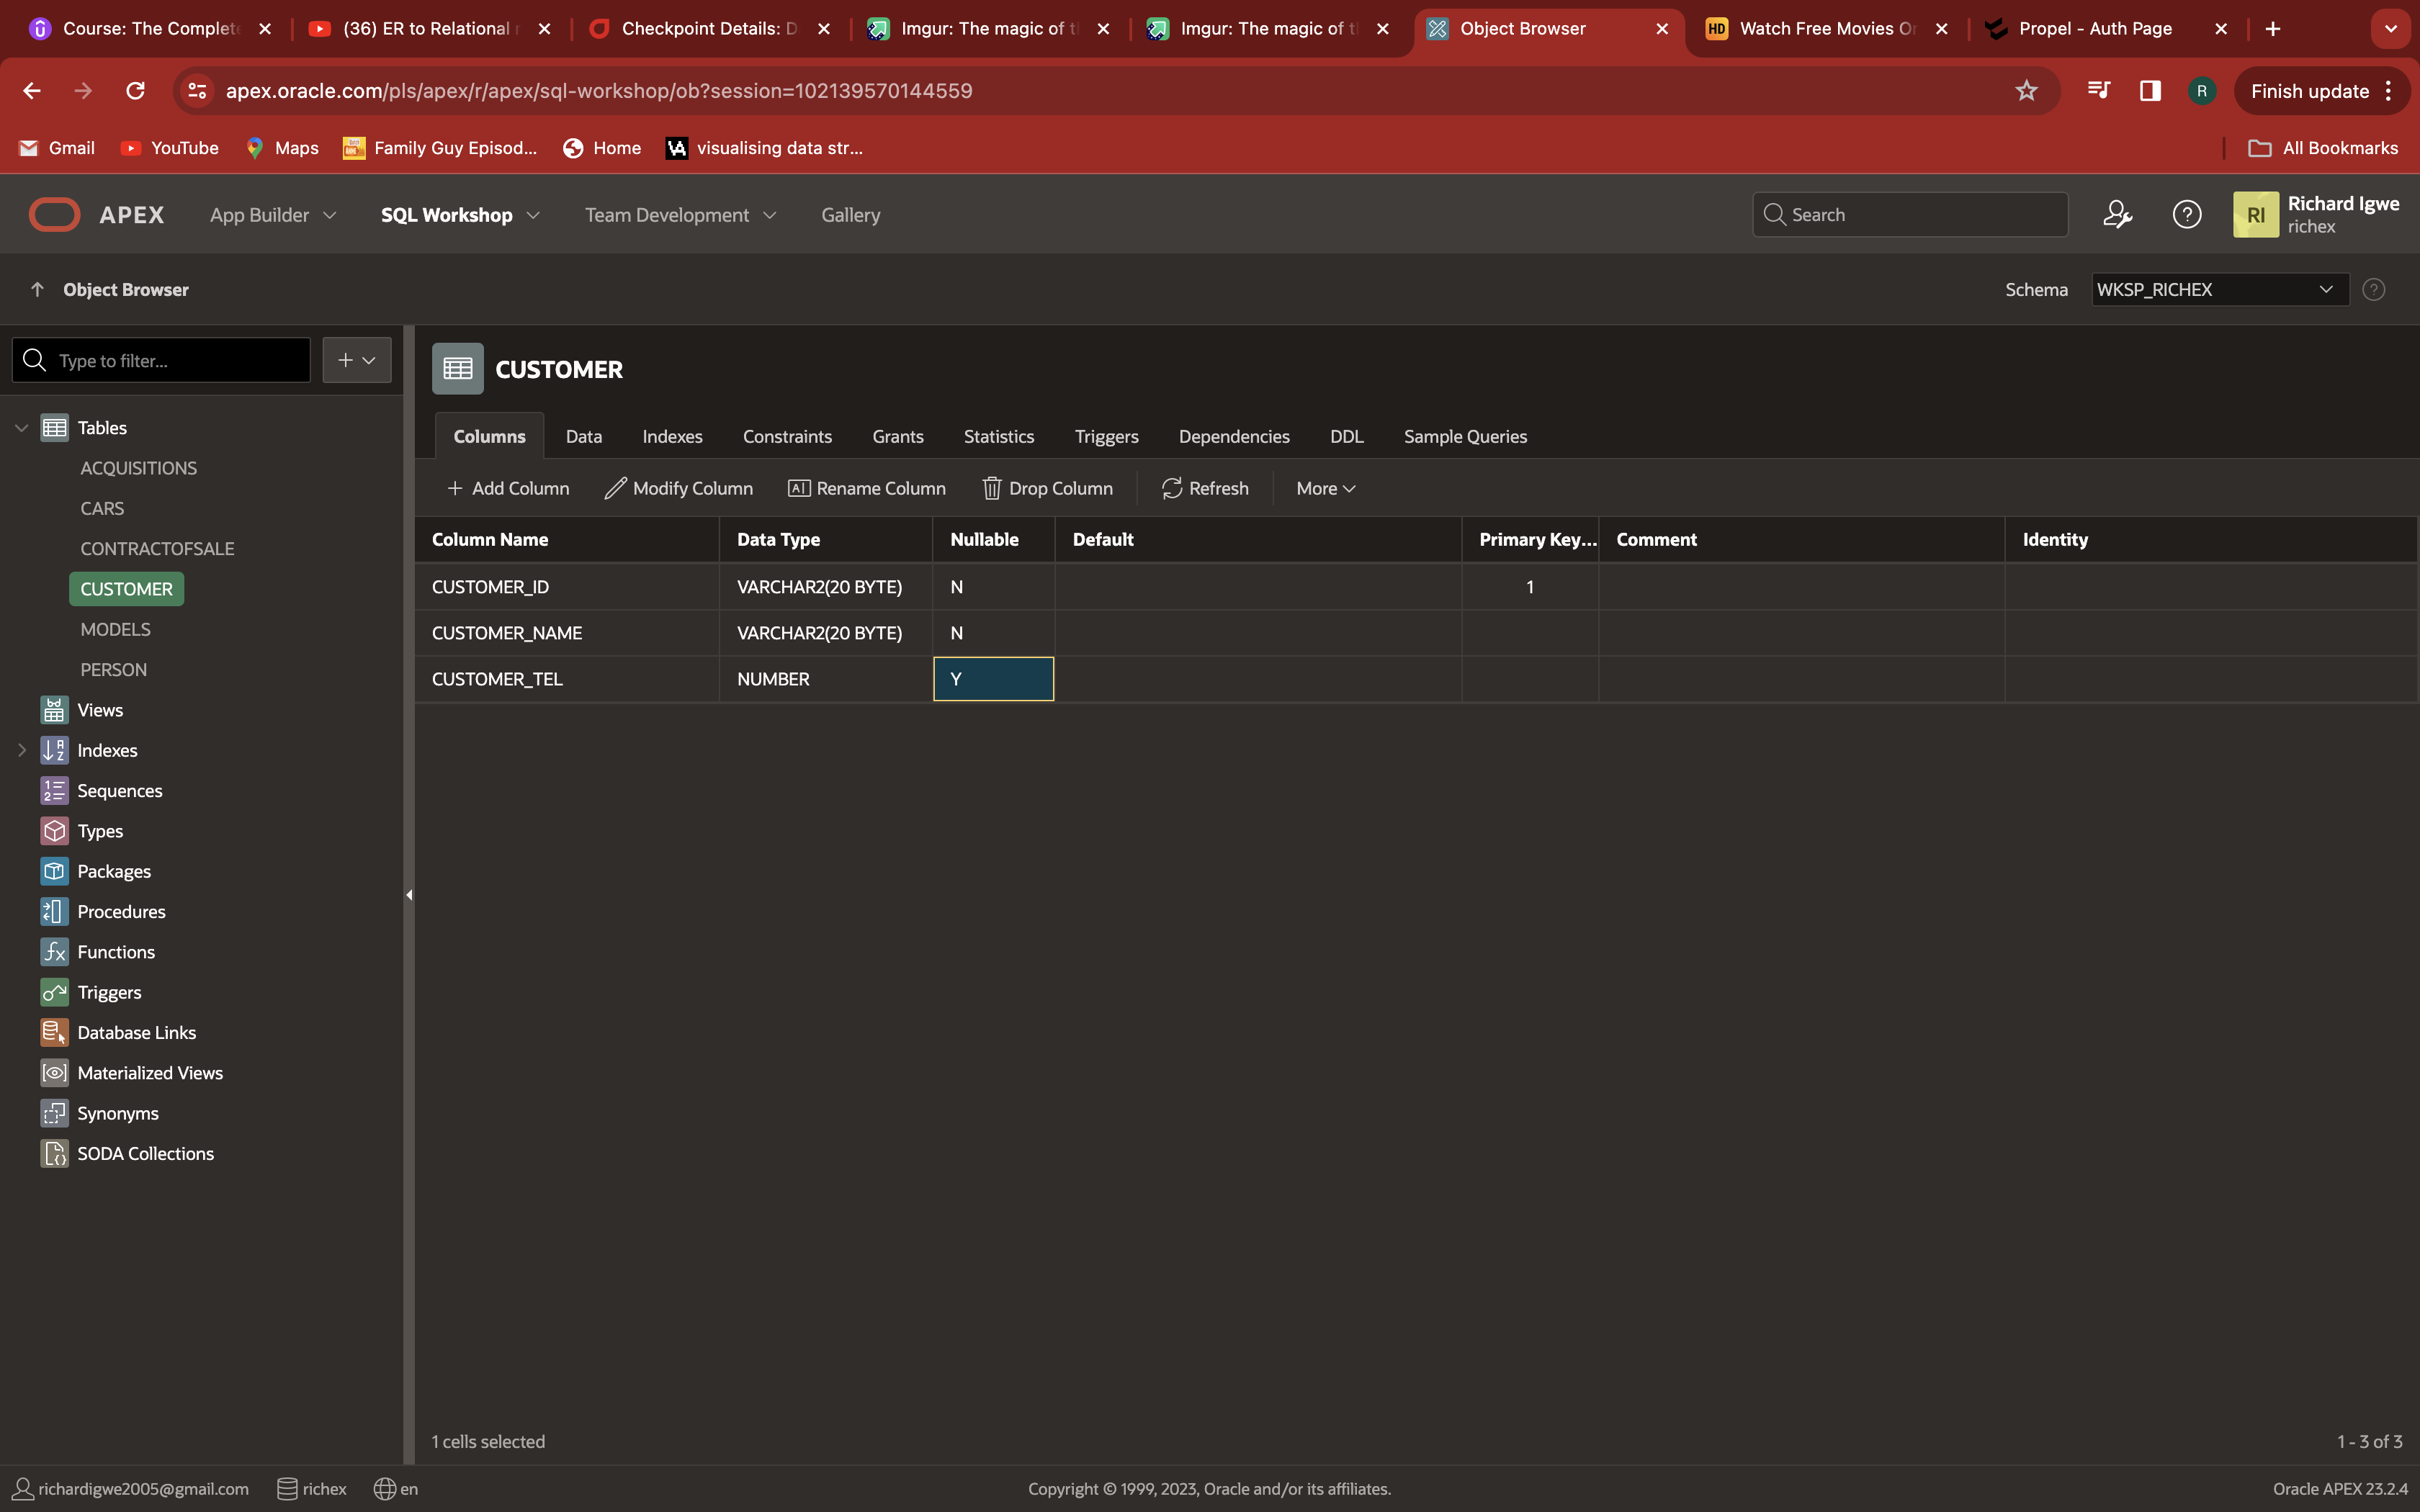 Course: The Complete
(36) ER to Relational
Checkpoint Details: D
Imgur: The magic of t
Imgur: The magic of t
Object Browser
HD Watch Free Movies On
Propel - Auth Page
apex.oracle.com/pls/apex/r/apex/sql-workshop/ob?session=102139570144559
R
Finish update
Gmail
YouTube
Maps
Family Guy Episod...
Home
visualising data str...
All Bookmarks
APEX
App Builder
SQL Workshop
Team Development
Gallery
Search
RI
Richard Igwe
richex
Object Browser
Schema
WKSP_RICHEX
Type to filter...
Tables
ACQUISITIONS
CARS
CONTRACTOFSALE
CUSTOMER
MODELS
PERSON
Views
Indexes
Sequences
Types
Packages
Procedures
Functions
Triggers
Database Links
Materialized Views
Synonyms
SODA Collections
CUSTOMER
Columns Data Indexes Constraints Grants Statistics Triggers Dependencies DDL Sample Queries
Add Column Modify Column Rename Column Drop Column Refresh More
Column Name Data Type Nullable Default Primary Key... Comment Identity
CUSTOMER_ID VARCHAR2(20 BYTE) N 1
CUSTOMER_NAME VARCHAR2(20 BYTE) N
CUSTOMER_TEL NUMBER Y
1 cells selected
1 - 3 of 3
richardigwe2005@gmail.com
richex
en
Copyright © 1999, 2023, Oracle and/or its affiliates.
Oracle APEX 23.2.4